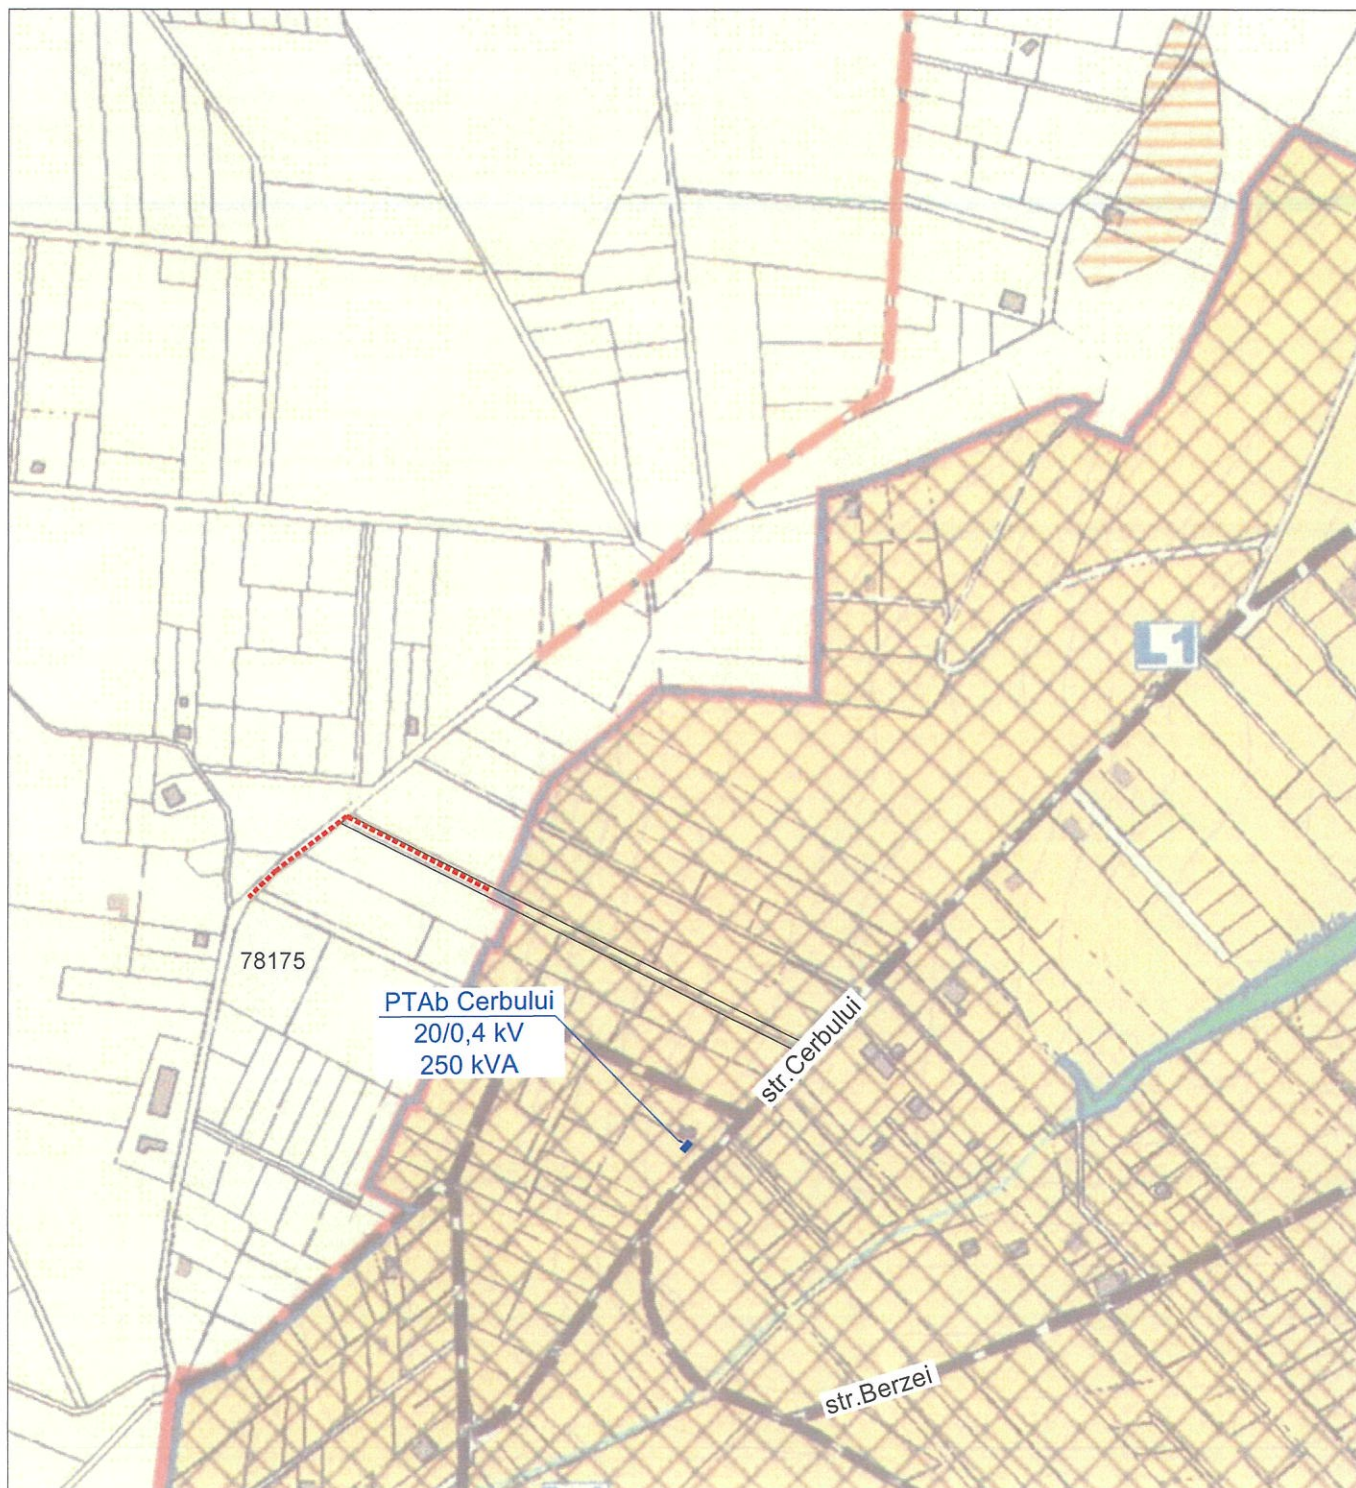 L1
78175
PTAb Cerbului
20/0,4 kV
250 kVA
str.Cerbului
str.Berzei